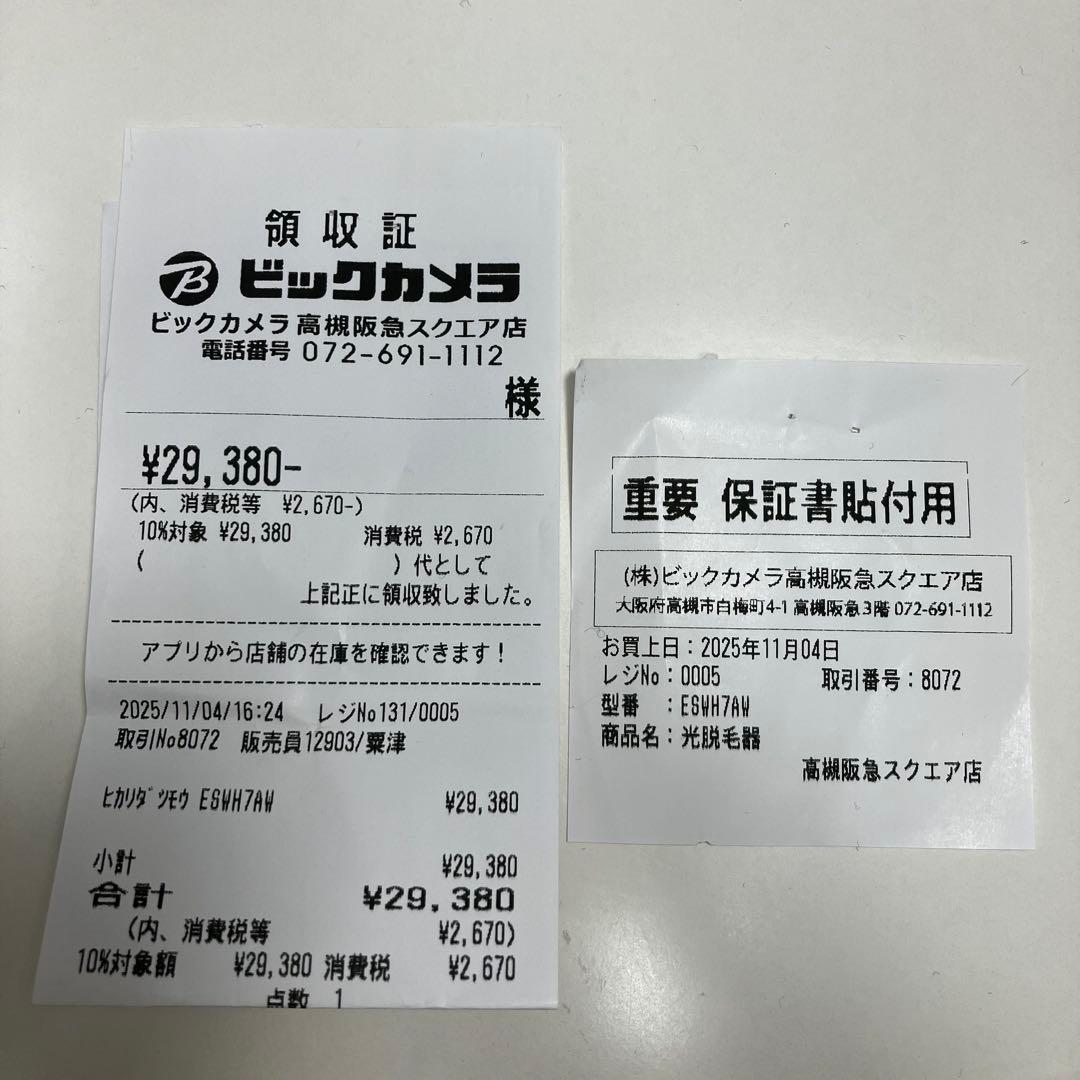 領収証
ビックカメラ
ビックカメラ 高槻阪急スクエア店
電話番号 072-691-1112
様
¥29,380-
(内、消費税等 ¥2,670-)
10%対象 ¥29,380 消費税 ¥2,670
( )代として
上記正に領収致しました。
アプリから店舗の在庫を確認できます!
2025/11/04/16:24 レジNo131/0005
取引No8072 販売員12903/粟津
ヒカリダツモウ ESWH7AW ¥29,380
小計 ¥29,380
合計 ¥29,380
(内、消費税等 ¥2,670)
10%対象額 ¥29,380 消費税 ¥2,670
点数 1
重要 保証書貼付用
(株)ビックカメラ高槻阪急スクエア店
大阪府高槻市白梅町4-1 高槻阪急3階 072-691-1112
お買上日:2025年11月04日
レジNo:0005 取引番号:8072
型番 :ESWH7AW
商品名:光脱毛器
高槻阪急スクエア店